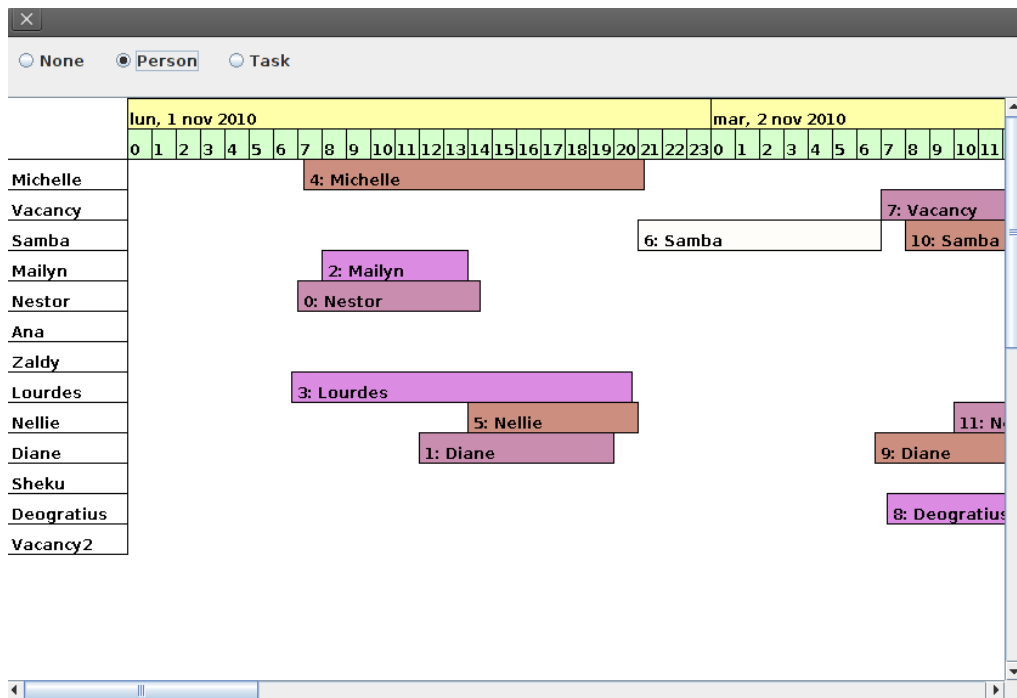 None Person Task
lun, 1 nov 2010 mar, 2 nov 2010
0 1 2 3 4 5 6 7 8 9 10 11 12 13 14 15 16 17 18 19 20 21 22 23 0 1 2 3 4 5 6 7 8 9 10 11
Michelle 4: Michelle
Vacancy 7: Vacancy
Samba 6: Samba 10: Samba
Mailyn 2: Mailyn
Nestor 0: Nestor
Ana
Zaldy
Lourdes 3: Lourdes
Nellie 5: Nellie 11: N
Diane 1: Diane 9: Diane
Sheku
Deogratius 8: Deogratius
Vacancy2